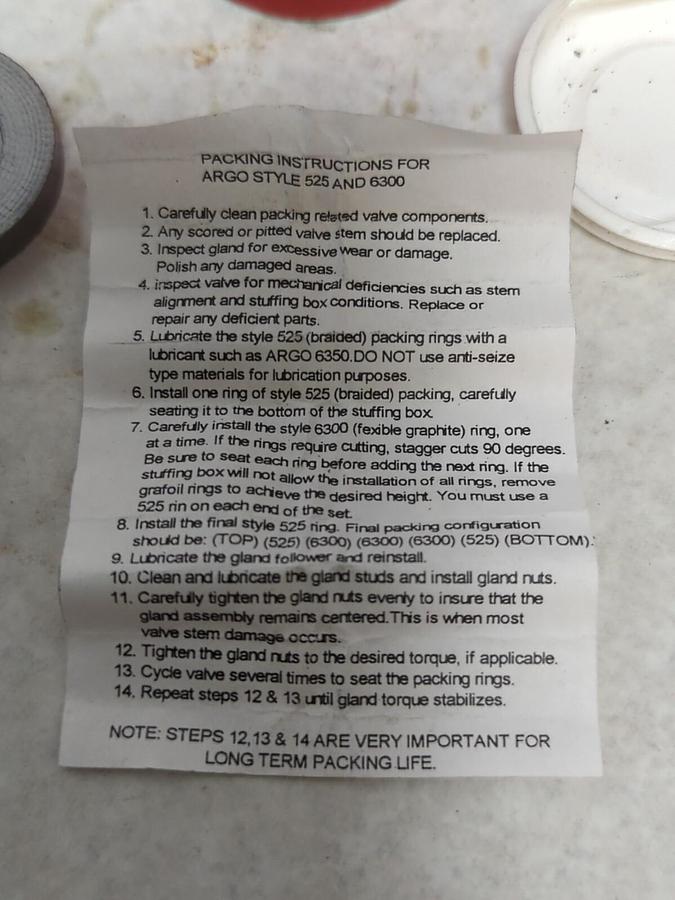 PACKING INSTRUCTIONS FOR
ARGO STYLE 525 AND 6300
1. Carefully clean packing related valve components.
2. Any scored or pitted valve stem should be replaced.
3. Inspect gland for excessive wear or damage.
Polish any damaged areas.
4. inspect valve for mechanical deficiencies such as stem
alignment and stuffing box conditions. Replace or
repair any deficient parts.
5. Lubricate the style 525 (braided) packing rings with a
lubricant such as ARGO 6350.DO NOT use anti-seize
type materials for lubrication purposes.
6. Install one ring of style 525 (braided) packing, carefully
seating it to the bottom of the stuffing box.
7. Carefully install the style 6300 (fexible graphite) ring, one
at a time. If the rings require cutting, stagger cuts 90 degrees.
Be sure to seat each ring before adding the next ring. If the
stuffing box will not allow the installation of all rings, remove
grafoil rings to achieve the desired height. You must use a
525 rin on each end of the set.
8. Install the final style 525 ring. Final packing configuration
should be: (TOP) (525) (6300) (6300) (6300) (525) (BOTTOM).
9. Lubricate the gland follower and reinstall.
10. Clean and lubricate the gland studs and install gland nuts.
11. Carefully tighten the gland nuts evenly to insure that the
gland assembly remains centered.This is when most
valve stem damage occurs.
12. Tighten the gland nuts to the desired torque, if applicable.
13. Cycle valve several times to seat the packing rings.
14. Repeat steps 12 & 13 until gland torque stabilizes.
NOTE: STEPS 12,13 & 14 ARE VERY IMPORTANT FOR
LONG TERM PACKING LIFE.